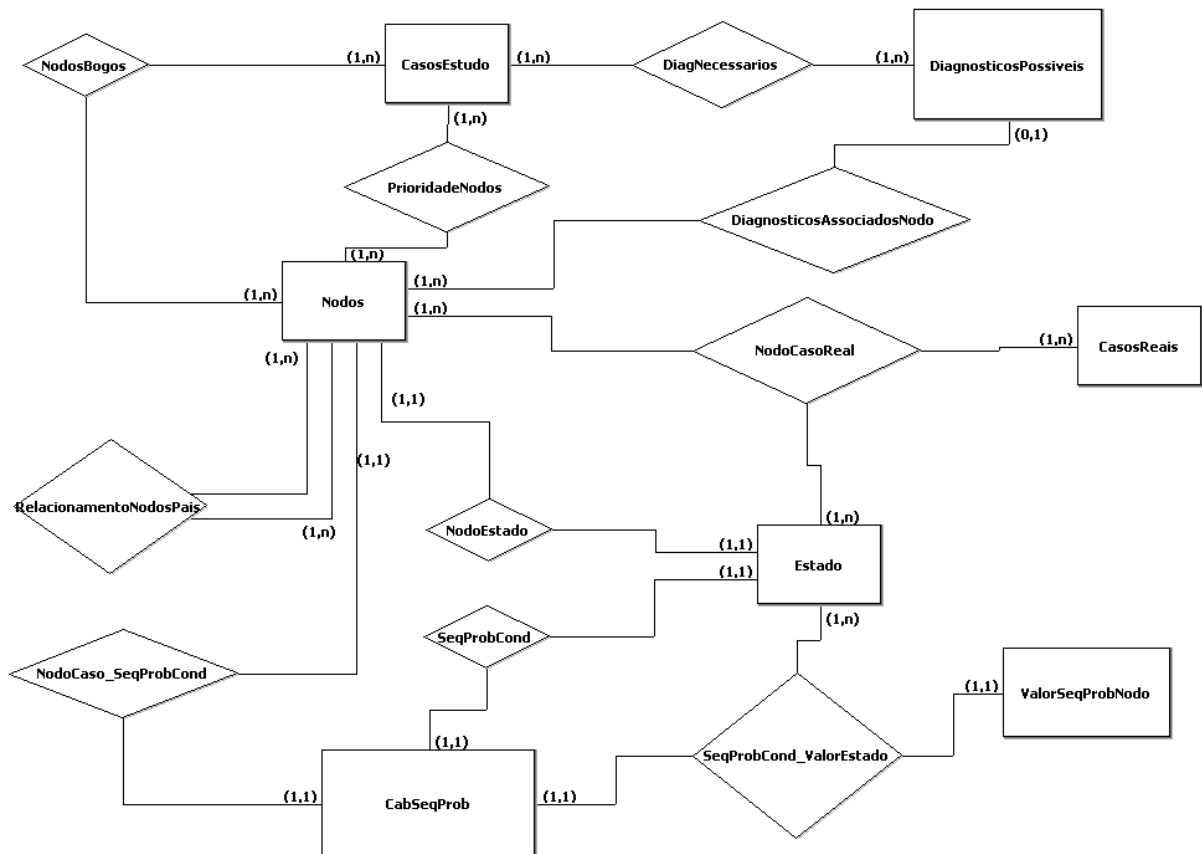 NodosBogos
(1,n)
CasosEstudo
(1,n)
DiagNecessarios
(1,n)
DiagnosticosPossiveis
(1,n)
(0,1)
PrioridadeNodos
DiagnosticosAssociadosNodo
(1,n)
(1,n)
(1,n)
Nodos
(1,n)
NodoCasoReal
(1,n)
CasosReais
(1,n)
(1,1)
(1,1)
RelacionamentoNodosPais
(1,n)
NodoEstado
(1,n)
(1,1)
Estado
(1,1)
SeqProbCond
(1,n)
NodoCaso_SeqProbCond
(1,1)
ValorSeqProbNodo
(1,1)
SeqProbCond_ValorEstado
(1,1)
CabSeqProb
(1,1)